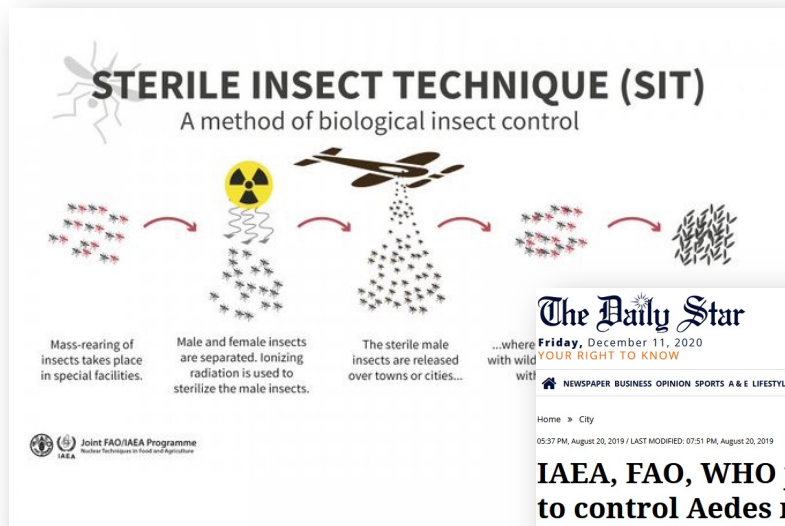 STERILE INSECT TECHNIQUE (SIT)
A method of biological insect control
Mass-rearing of
insects takes place
in special facilities.
Male and female insects
are separated. Ionizing
radiation is used to
sterilize the male insects.
The sterile male
insects are released
over towns or cities...
...where
with wild
Joint FAO/IAEA Programme
Nuclear Techniques in Food and Agriculture
IAEA
The Daily Star
Friday, December 11, 2020
YOUR RIGHT TO KNOW
NEWSPAPER BUSINESS OPINION SPORTS A & E
Home » City
05:37 PM, August 20, 2019 / LAST MODIFIED: 07:51 PM, August 20, 2019
IAEA, FAO, WHO
to control Aedes